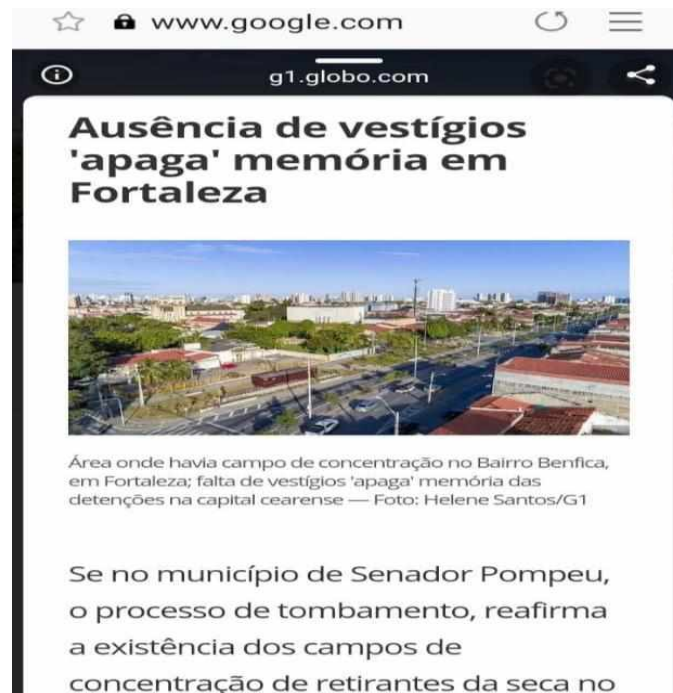 www.google.com
g1.globo.com
Ausência de vestígios
'apaga' memória em
Fortaleza
Área onde havia campo de concentração no Bairro Benfica,
em Fortaleza; falta de vestígios 'apaga' memória das
detenções na capital cearense — Foto: Helene Santos/G1
Se no município de Senador Pompeu,
o processo de tombamento, reafirma
a existência dos campos de
concentração de retirantes da seca no